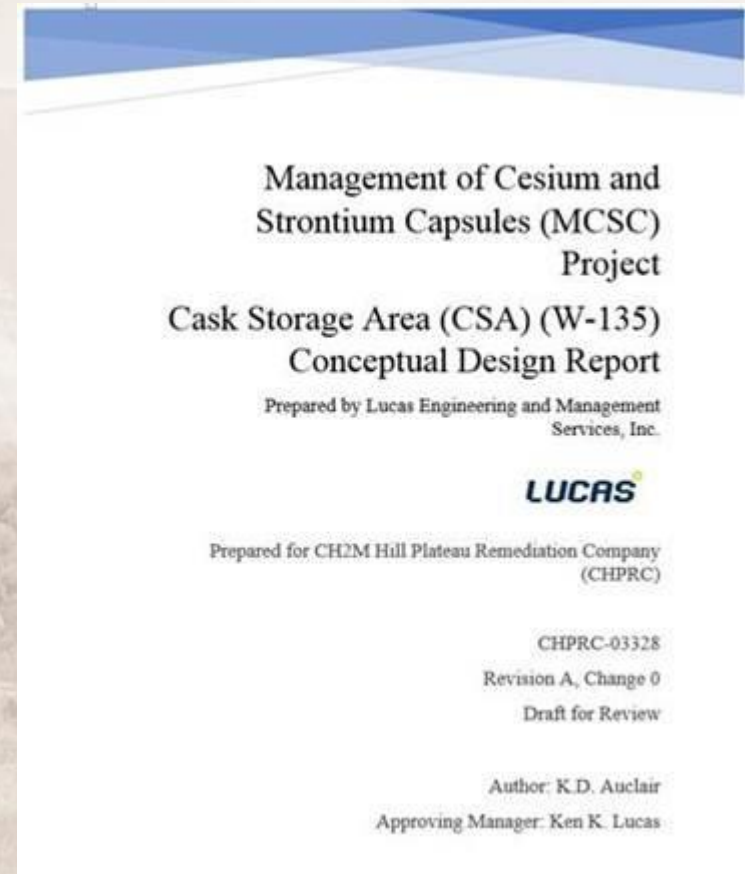 Management of Cesium and
Strontium Capsules (MCSC)
Project
Cask Storage Area (CSA) (W-135)
Conceptual Design Report
Prepared by Lucas Engineering and Management
Services, Inc.
LUCAS
Prepared for CH2M Hill Plateau Remediation Company
(CHPRC)
CHPRC-03328
Revision A, Change 0
Draft for Review
Author: K.D. Auclair
Approving Manager: Ken K. Lucas